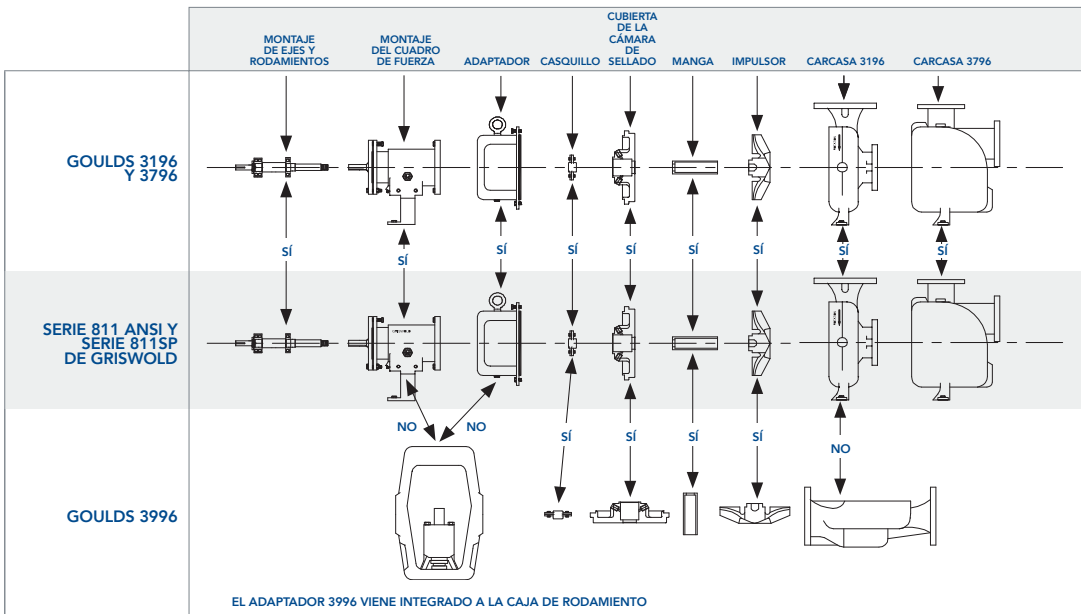 MONTAJE
DE EJES Y
RODAMIENTOS
MONTAJE
DEL CUADRO
DE FUERZA
ADAPTADOR
CASQUILLO
CUBIERTA
DE LA
CÁMARA
DE
SELLADO
MANGA
IMPULSOR
CARCASA 3196
CARCASA 3796
GOULDS 3196
Y 3796
SÍ
SÍ
SÍ
SÍ
SÍ
SÍ
SÍ
SÍ
SÍ
SERIE 811 ANSI Y
SERIE 811SP
DE GRISWOLD
NO
NO
SÍ
SÍ
SÍ
SÍ
NO
GOULDS 3996
EL ADAPTADOR 3996 VIENE INTEGRADO A LA CAJA DE RODAMIENTO